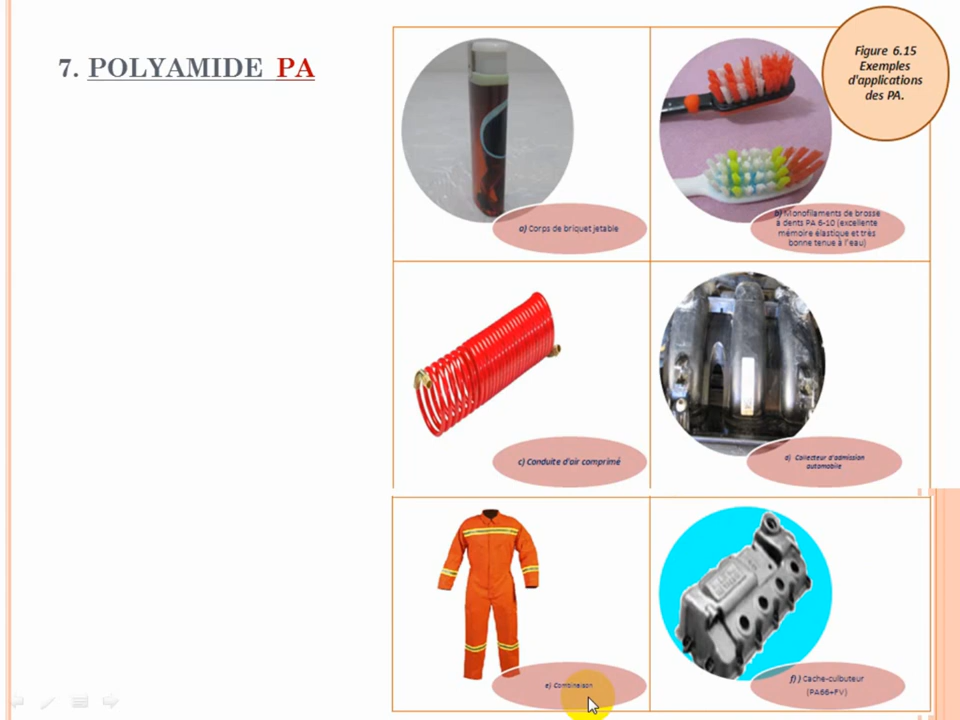 7. POLYAMIDE PA
Figure 6.15
Exemples
d'applications
des PA.
a) Corps de briquet jetable
b) Monofilaments de brosse
à dents PA 6-10 (excellente
mémoire élastique et très
bonne tenue à l'eau)
c) Conduite d'air comprimé
d) Collecteur d'admission
automobile
e) Combinaison
f) ) Cache-culbuteur
(PA66+FV)